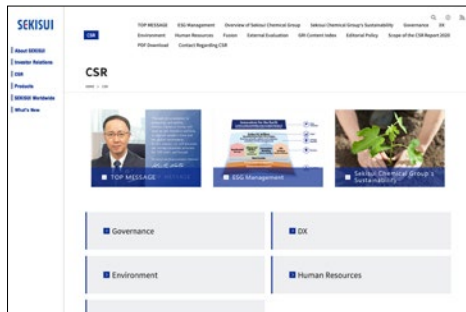 SEKISUI
About SEKISUI
Investor Relations
CSR
Products
SEKISUI Worldwide
What's New
CSR
TOP MESSAGE ESG Management Overview of Sekisui Chemical Group Sekisui Chemical Group's Sustainability Governance DX
Environment Human Resources Fusion External Evaluation GRI Content Index Editorial Policy Scope of the CSR Report 2020
PDF Download Contact Regarding CSR
CSR
HOME > CSR
TOP MESSAGE
ESG Management
Sekisui Chemical Group's
Sustainability
Governance
DX
Environment
Human Resources